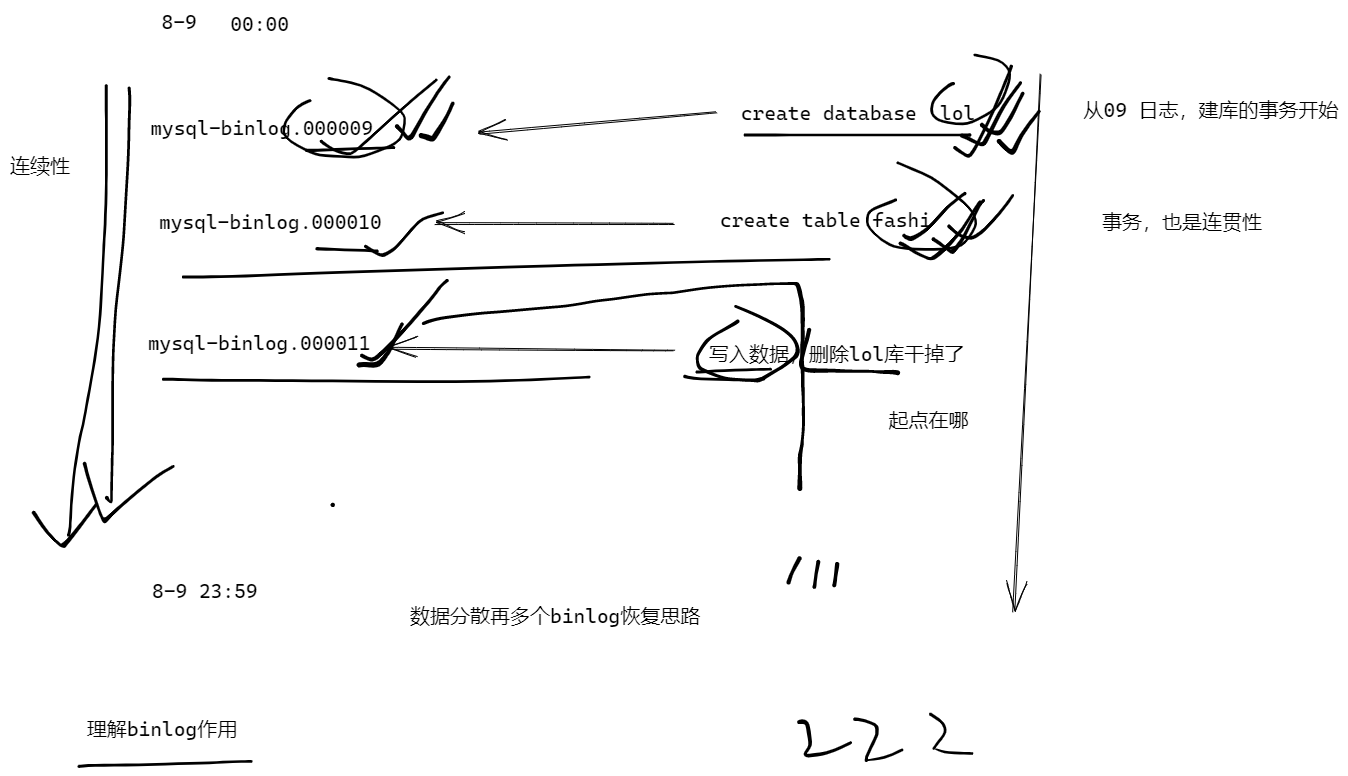 8-9 00:00
mysql-binlog.000009
create database lol
从09 日志，建库的事务开始
连续性
mysql-binlog.000010
create table fashi
事务，也是连贯性
mysql-binlog.000011
写入数据，删除lol库干掉了
起点在哪
8-9 23:59
数据分散再多个binlog恢复思路
理解binlog作用
222